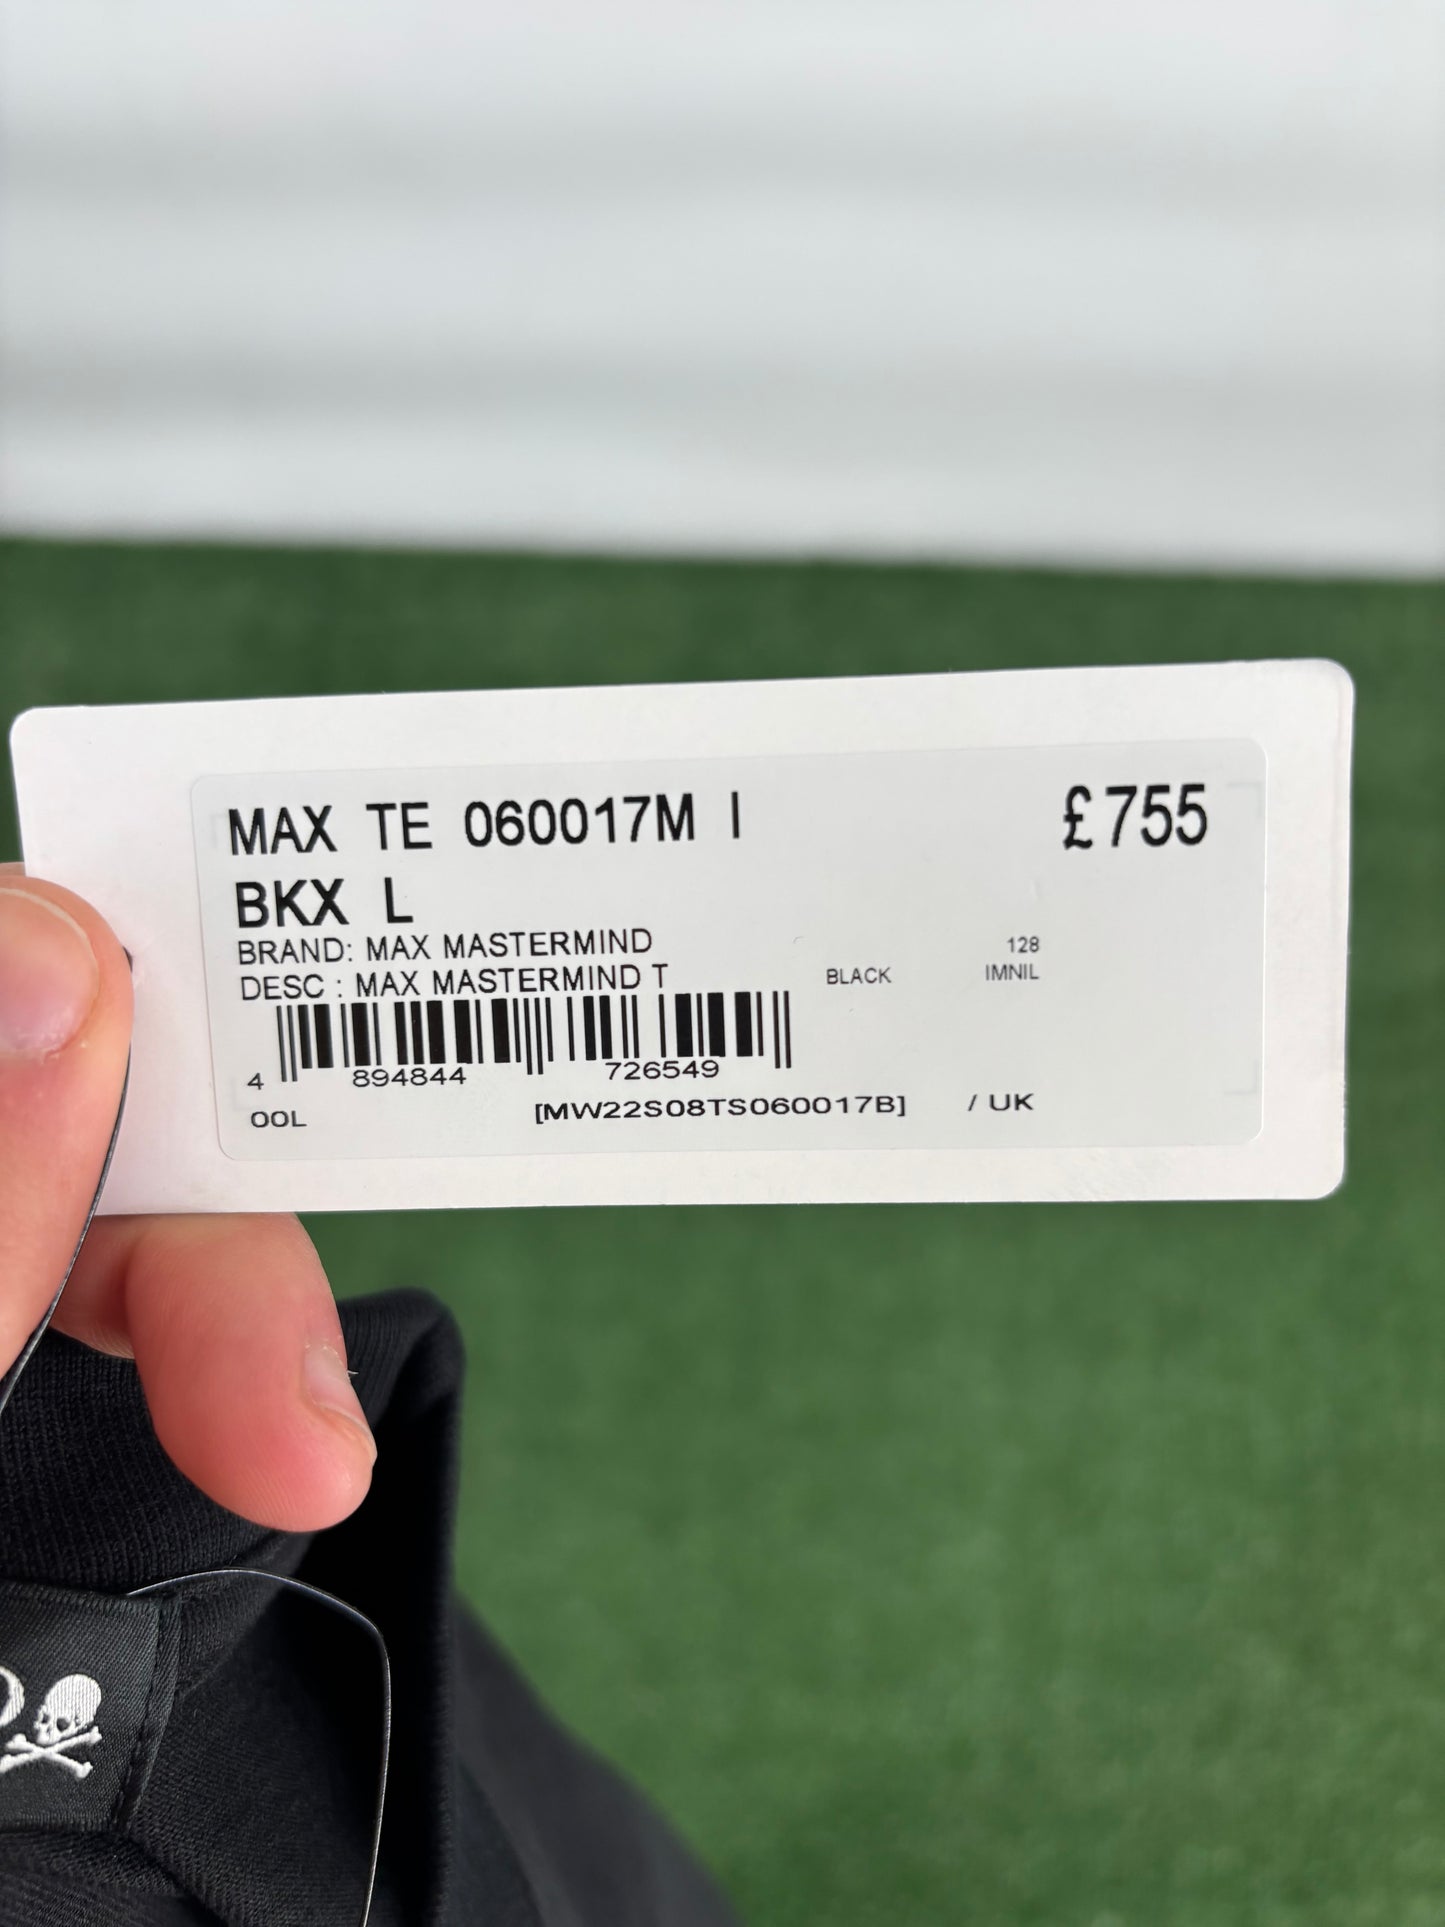 MAX TE 060017M I £755
BKX L
BRAND: MAX MASTERMIND 128
DESC : MAX MASTERMIND T BLACK IMNIL
4 894844 726549
00L [MW22S08TS060017B] / UK